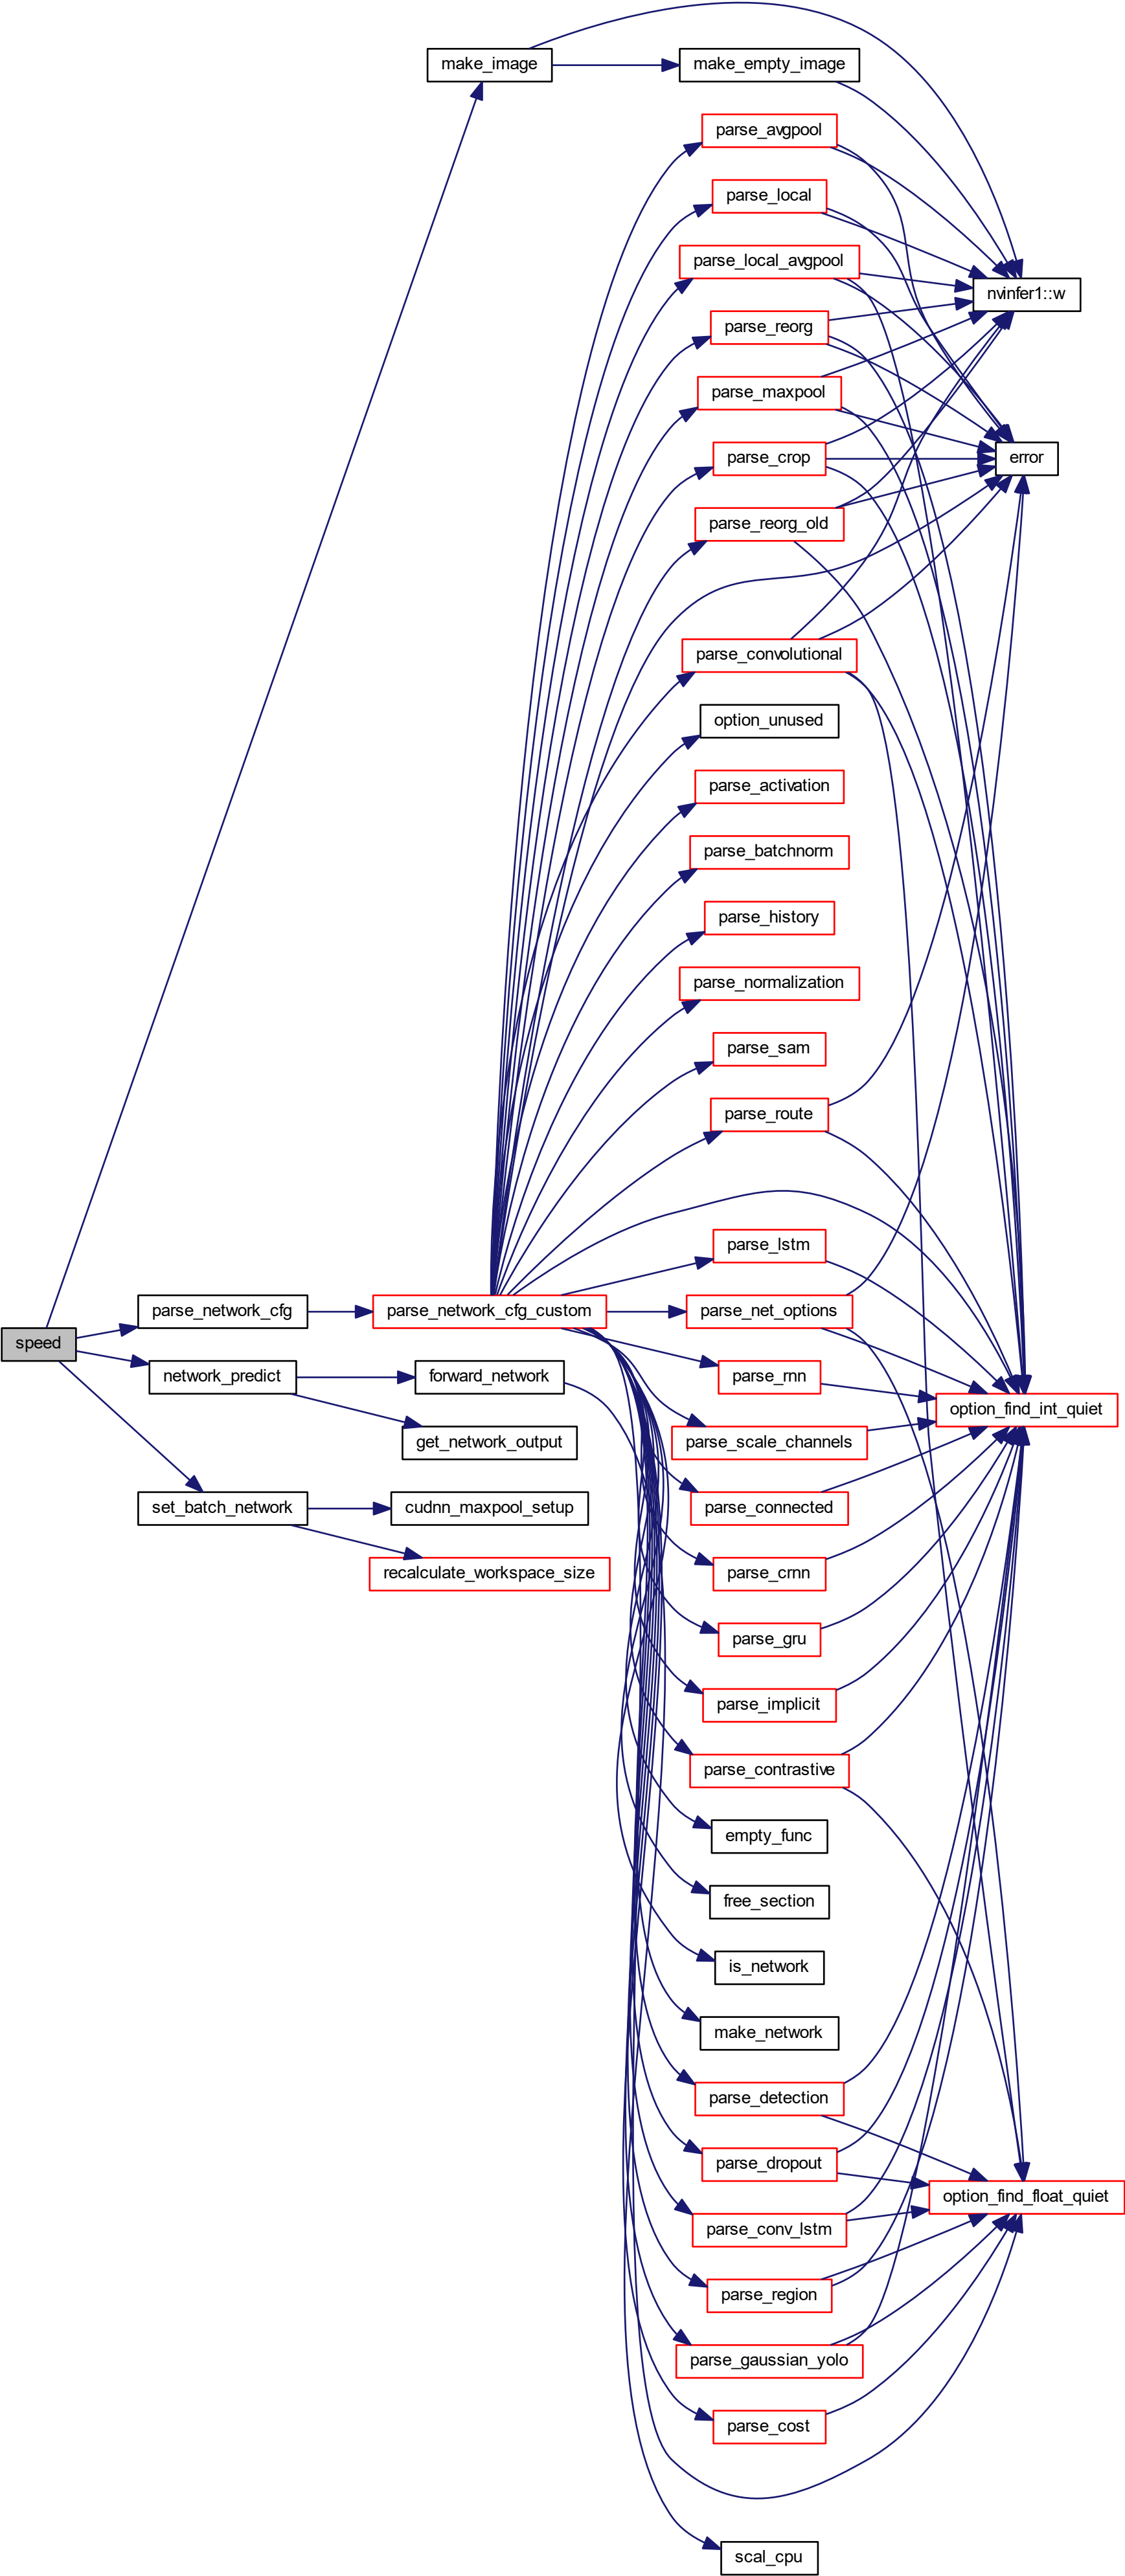 make_image
make_empty_image
parse_avgpool
parse_local
parse_local_avgpool
nvinfer1::w
parse_reorg
parse_maxpool
parse_crop
error
parse_reorg_old
parse_convolutional
option_unused
parse_activation
parse_batchnorm
parse_history
parse_normalization
parse_sam
parse_route
parse_lstm
parse_network_cfg
parse_network_cfg_custom
parse_net_options
speed
network_predict
forward_network
parse_rnn
option_find_int_quiet
get_network_output
parse_scale_channels
set_batch_network
cudnn_maxpool_setup
parse_connected
recalculate_workspace_size
parse_crnn
parse_gru
parse_implicit
parse_contrastive
empty_func
free_section
is_network
make_network
parse_detection
parse_dropout
option_find_float_quiet
parse_conv_lstm
parse_region
parse_gaussian_yolo
parse_cost
scal_cpu